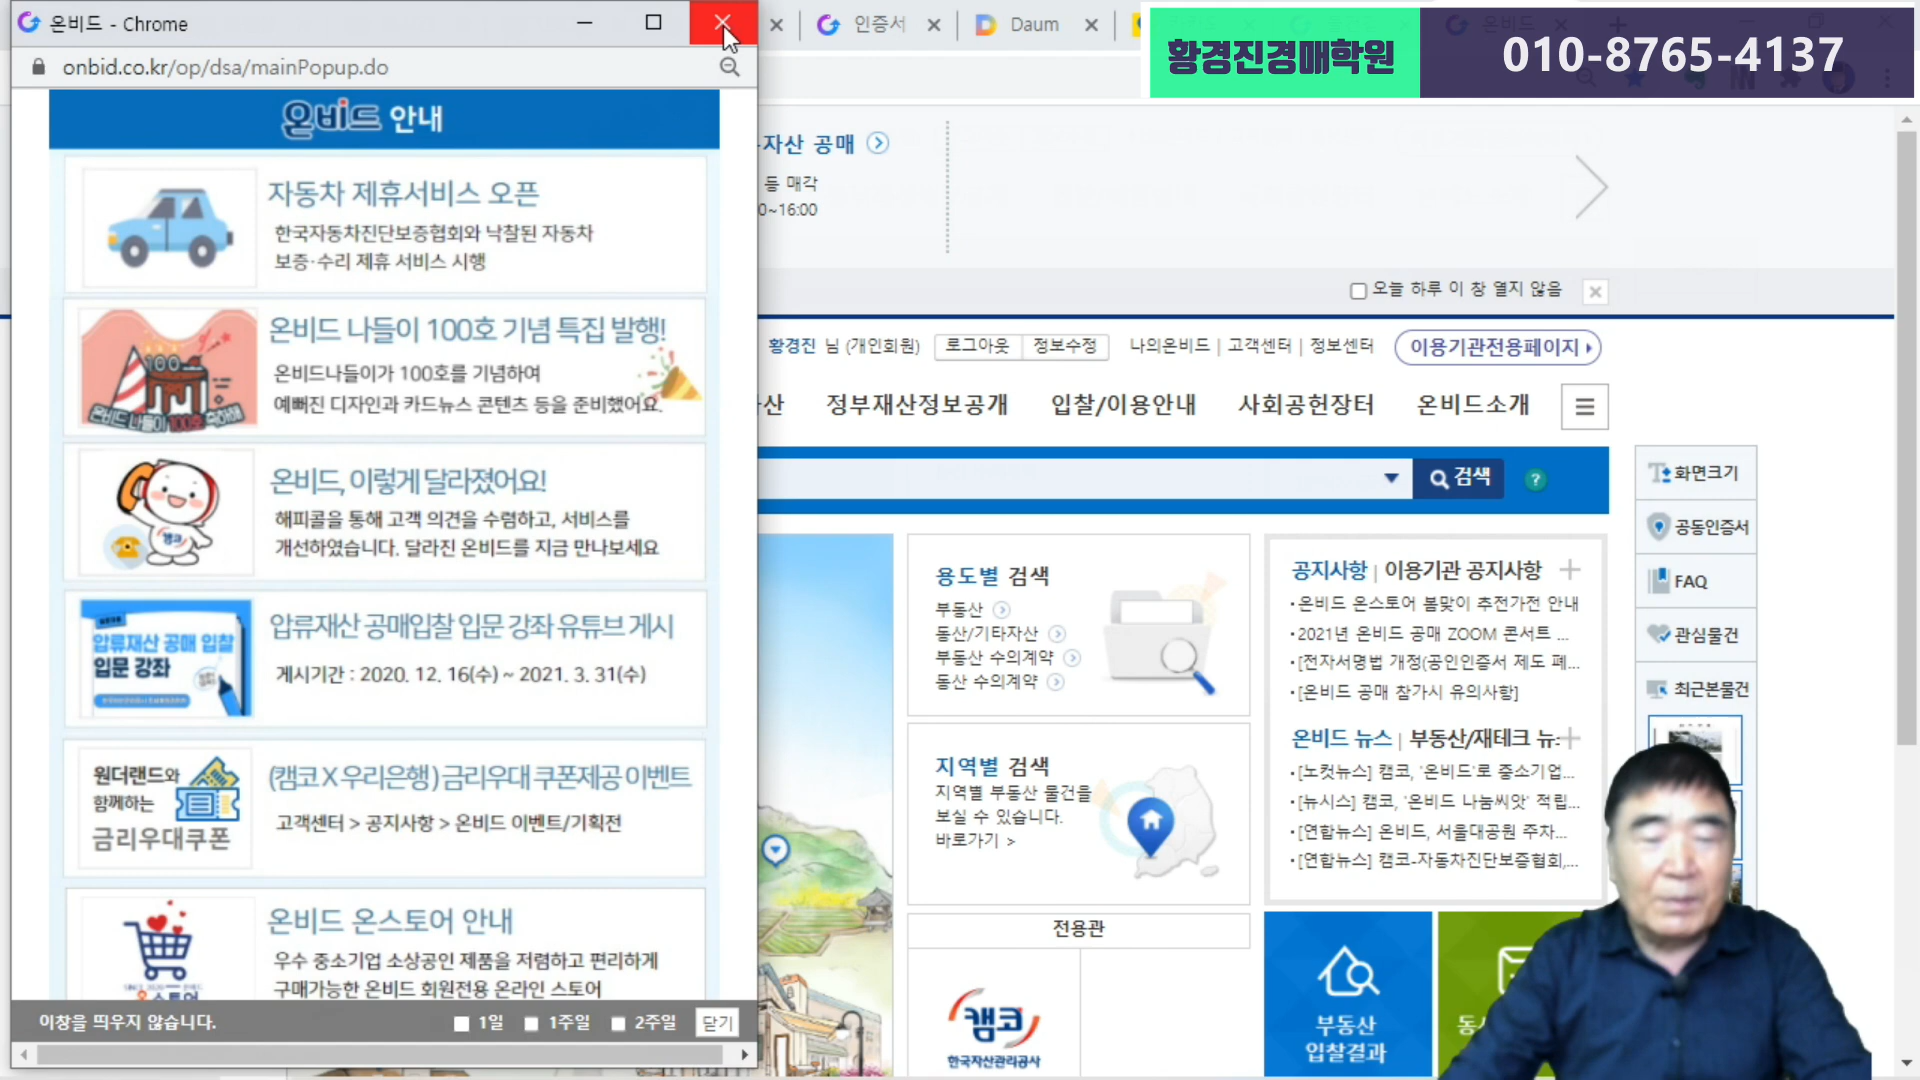 온비드 - Chrome
인증서
Daum
황경진경매학원
010-8765-4137
onbid.co.kr/op/dsa/mainPopup.do
온비드 안내
자동차 제휴서비스 오픈
한국자동차진단보증협회와 낙찰된 자동차
보증·수리 제휴 서비스 시행
온비드 나들이 100호 기념 특집 발행!
온비드나들이가 100호를 기념하여
예뻐진 디자인과 카드뉴스 콘텐츠 등을 준비했어요.
100
온비드, 이렇게 달라졌어요!
해피콜을 통해 고객 의견을 수렴하고, 서비스를
개선하였습니다. 달라진 온비드를 지금 만나보세요
캠코
압류재산 공매입찰 입문 강좌 유튜브 게시
게시기간 : 2020. 12. 16(수) ~ 2021. 3. 31(수)
압류재산 공매 입찰
입문 강좌
원더랜드와
함께하는
금리우대쿠폰
(캠코 X 우리은행) 금리우대 쿠폰제공 이벤트
고객센터 > 공지사항 > 온비드 이벤트/기획전
온비드 온스토어 안내
우수 중소기업 소상공인 제품을 저렴하고 편리하게
구매가능한 온비드 회원전용 온라인 스토어
이창을 띄우지 않습니다.
1일
1주일
2주일
닫기
자산 공매
등 매각
0~16:00
오늘 하루 이 창 열지 않음
황경진 님 (개인회원)
로그아웃
정보수정
나의온비드 | 고객센터 | 정보센터
이용기관전용페이지
산
정부재산정보공개
입찰/이용안내
사회공헌장터
온비드소개
검색
?
용도별 검색
부동산
동산/기타자산
부동산 수의계약
동산 수의계약
지역별 검색
지역별 부동산 물건을
보실 수 있습니다.
바로가기 >
전용관
캠코
한국자산관리공사
공지사항 | 이용기관 공지사항
·온비드 온스토어 봄맞이 추천가전 안내
·2021년 온비드 공매 ZOOM 콘서트 ...
·[전자서명법 개정(공인인증서 제도 폐...
·[온비드 공매 참가시 유의사항]
온비드 뉴스 | 부동산/재테크 뉴
·[노컷뉴스] 캠코, '온비드'로 중소기업...
·[뉴시스] 캠코, '온비드 나눔씨앗' 적립...
·[연합뉴스] 온비드, 서울대공원 주차...
·[연합뉴스] 캠코-자동차진단보증협회,...
부동산
입찰결과
화면크기
공동인증서
FAQ
관심물건
최근본물건